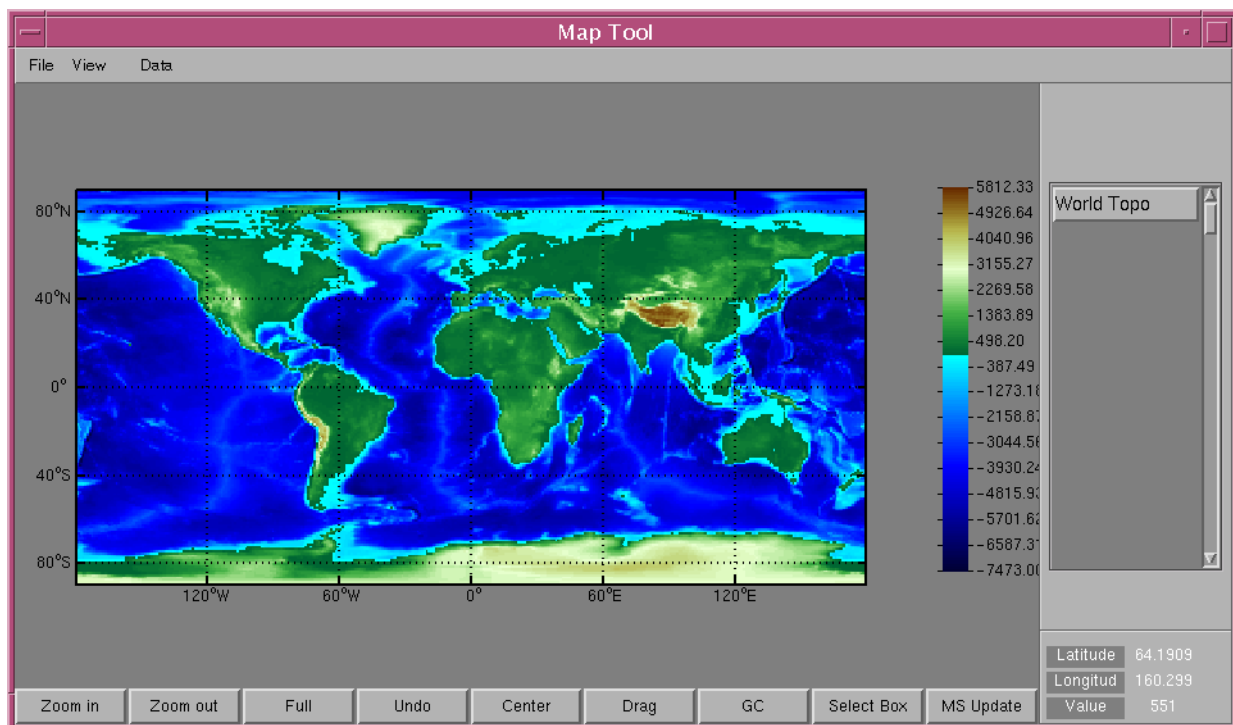 Map Tool
File View Data
80°N
40°N
0°
40°S
80°S
120°W 60°W 0° 60°E 120°E
5812.33
4926.64
4040.96
3155.27
2269.58
1383.89
498.20
-387.49
-1273.18
-2158.87
-3044.56
-3930.24
-4815.93
-5701.62
-6587.31
-7473.00
World Topo
Latitude 64.1909
Longitud 160.299
Value 551
Zoom in Zoom out Full Undo Center Drag GC Select Box MS Update